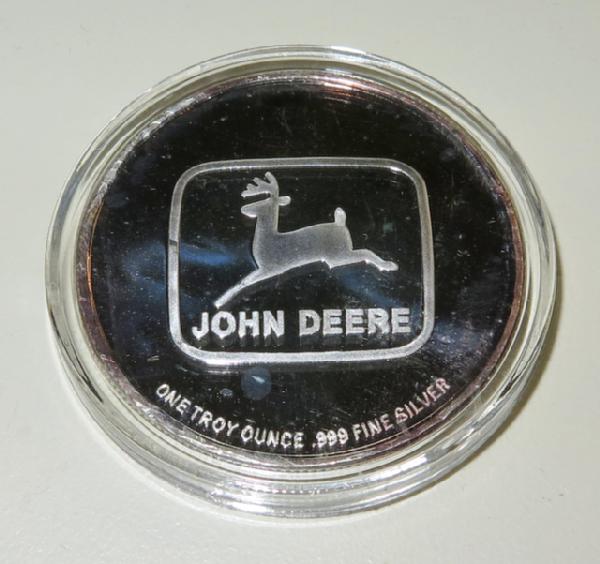 JOHN DEERE
ONE TROY OUNCE .999 FINE SILVER